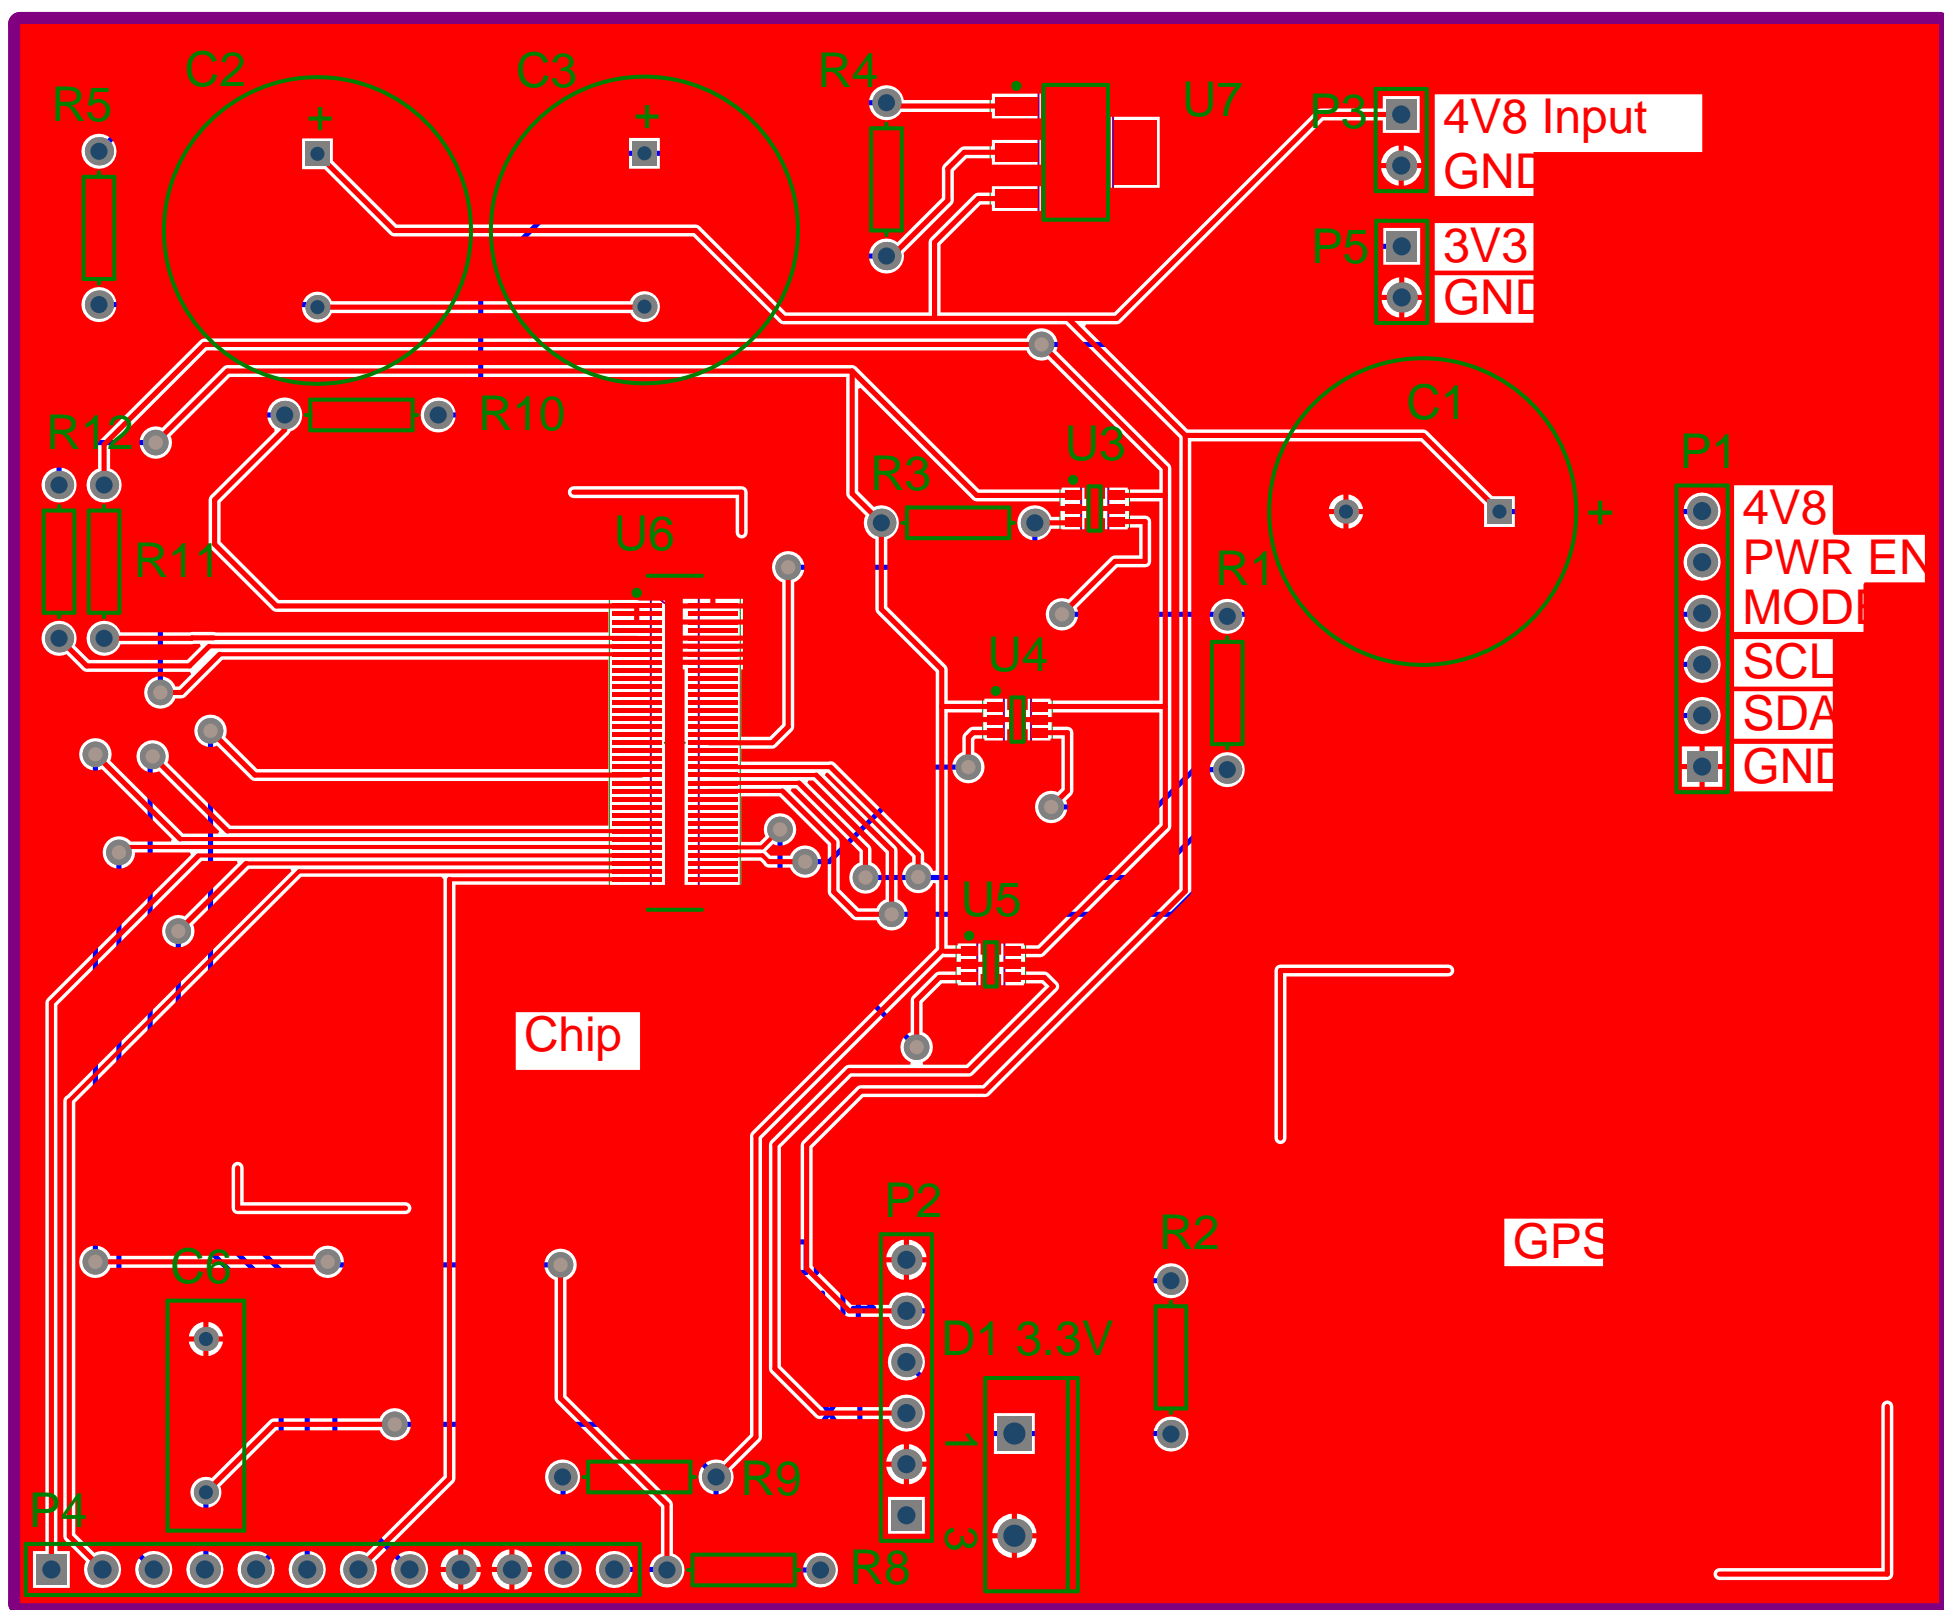 C2
C3
R4
U7
R5
+
+
P3
4V8 Input
GND
P5
3V3
GND
C1
R12
R10
U3
P1
R3
+
4V8
U6
R11
R1
PWR EN
MODE
U4
SCL
SDA
GND
U5
Chip
P2
R2
GPS
C6
D1 3.3V
1
R9
P4
3
R8